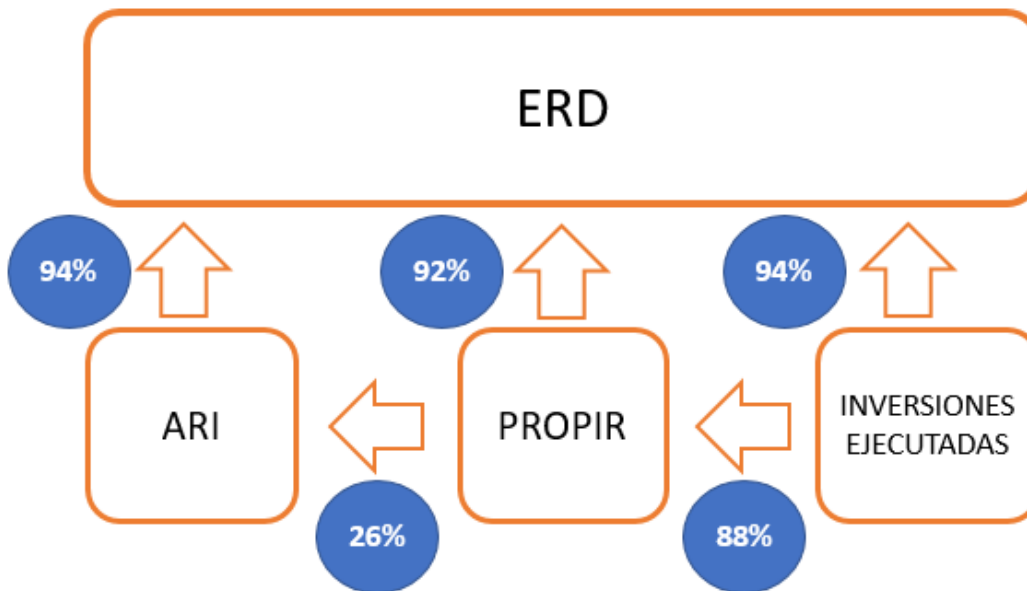 ERD
94%
92%
94%
ARI
PROPIR
INVERSIONES
EJECUTADAS
26%
88%